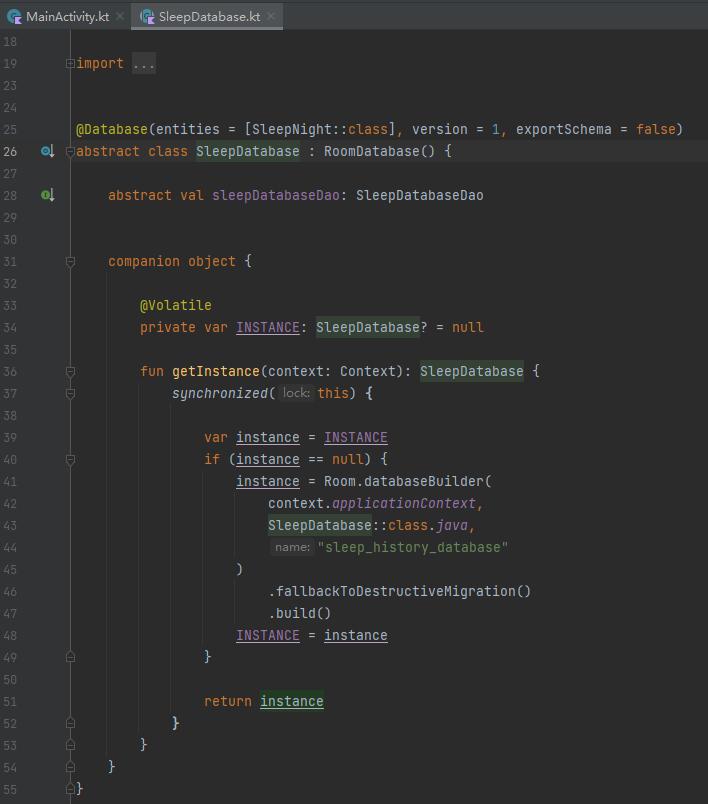 MainActivity.kt SleepDatabase.kt
18
19 import ...
23
24
25 @Database(entities = [SleepNight::class], version = 1, exportSchema = false)
26 abstract class SleepDatabase : RoomDatabase() {
27
28 abstract val sleepDatabaseDao: SleepDatabaseDao
29
30
31 companion object {
32
33 @Volatile
34 private var INSTANCE: SleepDatabase? = null
35
36 fun getInstance(context: Context): SleepDatabase {
37 synchronized( lock: this) {
38
39 var instance = INSTANCE
40 if (instance == null) {
41 instance = Room.databaseBuilder(
42 context.applicationContext,
43 SleepDatabase::class.java,
44 name: "sleep_history_database"
45 )
46 .fallbackToDestructiveMigration()
47 .build()
48 INSTANCE = instance
49 }
50
51 return instance
52 }
53 }
54 }
55 }